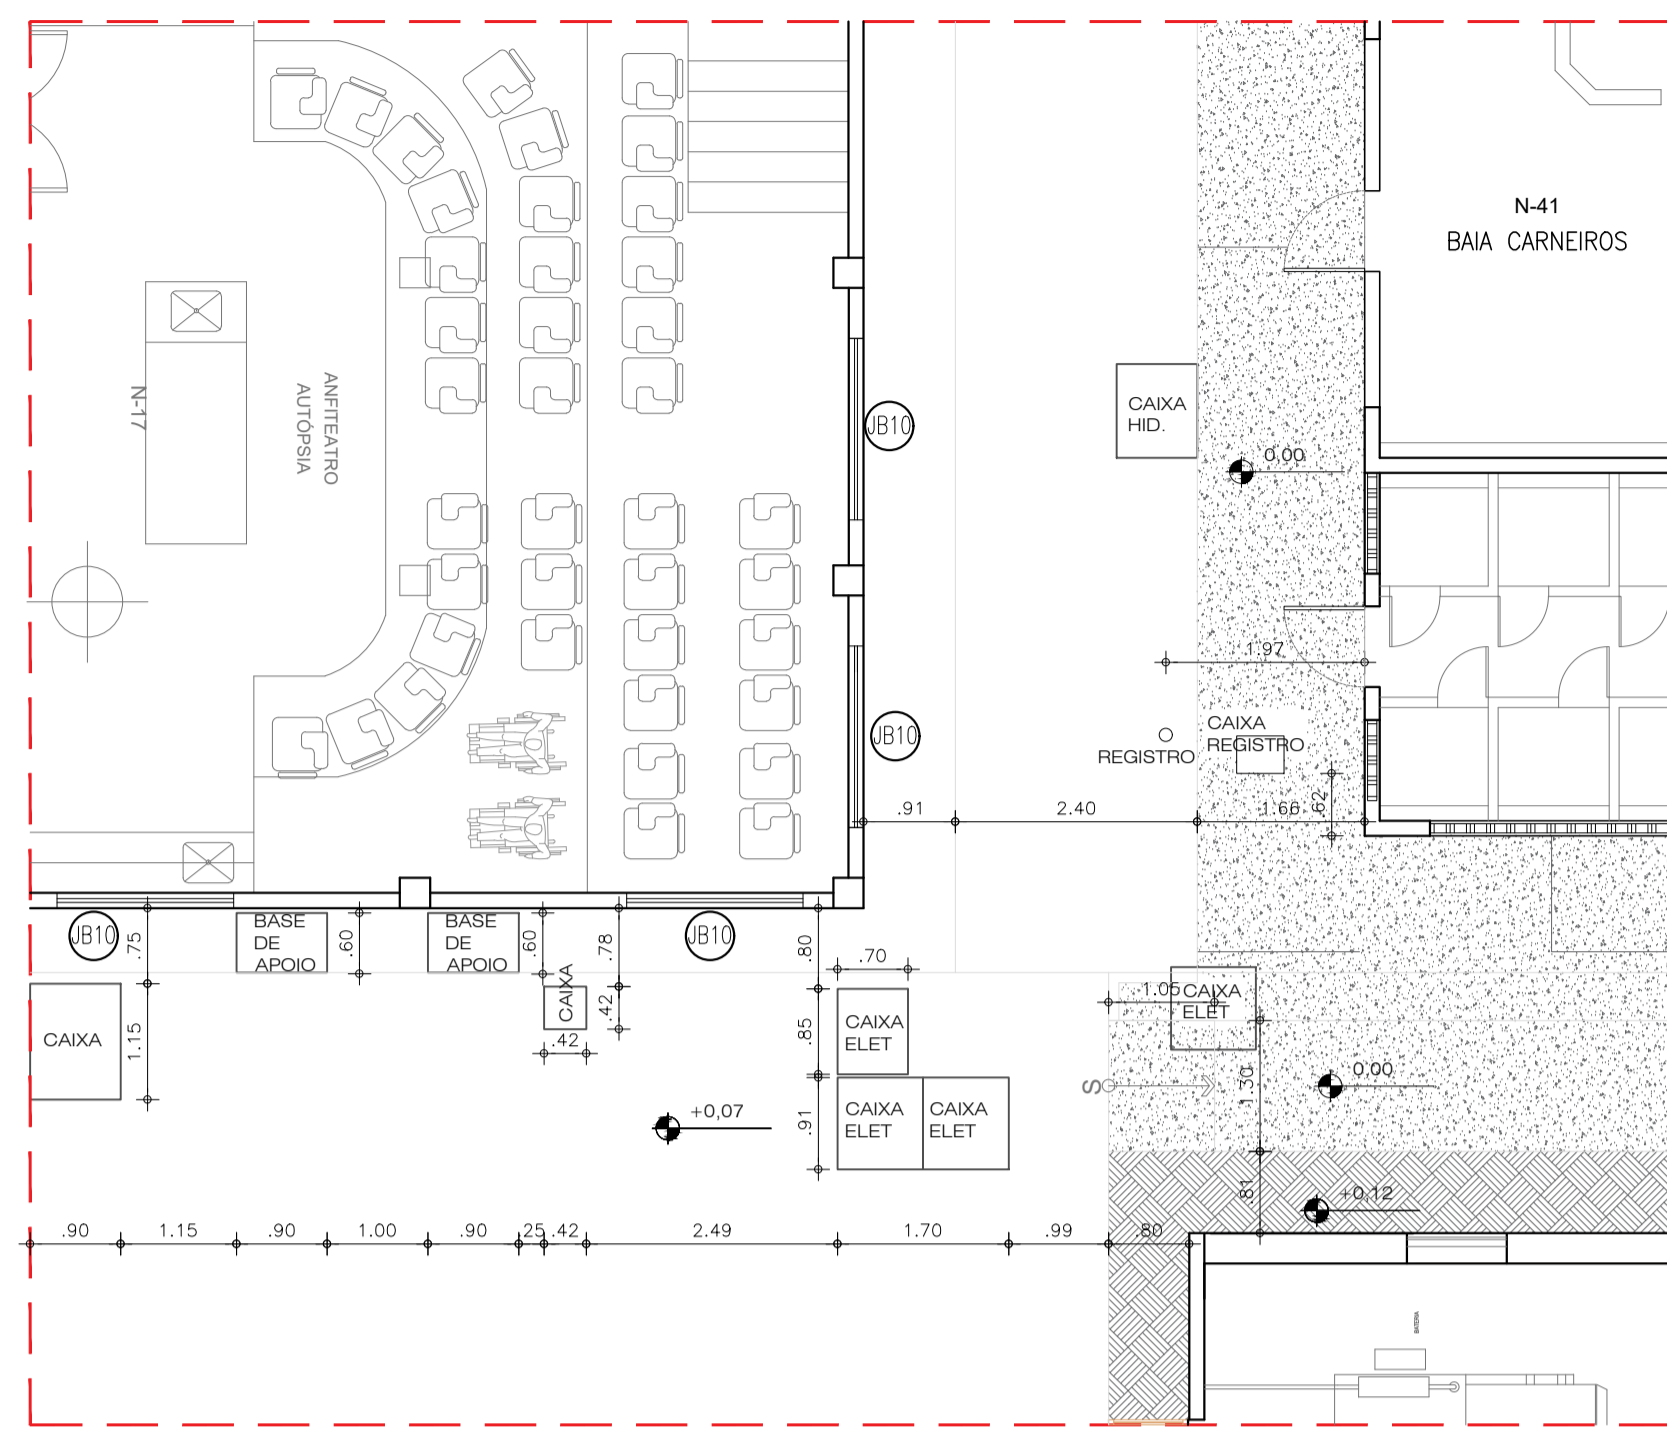 N-41
BAIA CARNEIROS
N-17
ANFITEATRO
AUTÓPSIA
JB10
CAIXA
HID.
0,00
1.97
JB10
CAIXA
REGISTRO
REGISTRO
.62
.91
2.40
1.66
JB10
.75
BASE
DE
APOIO
.60
BASE
DE
APOIO
.60
.78
JB10
.80
.70
CAIXA
1.15
CAIXA
.42
.42
.85
CAIXA
ELET
1.05
CAIXA
ELET
S
1.30
0.00
+0,07
.91
CAIXA
ELET
CAIXA
ELET
.81
+0,12
.90
1.15
.90
1.00
.90
.25
.42
2.49
1.70
.99
.80
BATERIA